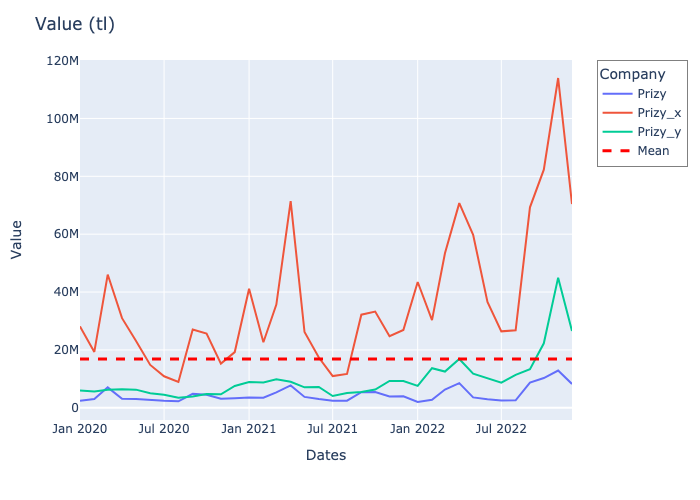 Value (tl)
120M
100M
80M
60M
40M
20M
0
Value
Jan 2020 Jul 2020 Jan 2021 Jul 2021 Jan 2022 Jul 2022
Dates
Company
Prizy
Prizy_x
Prizy_y
Mean